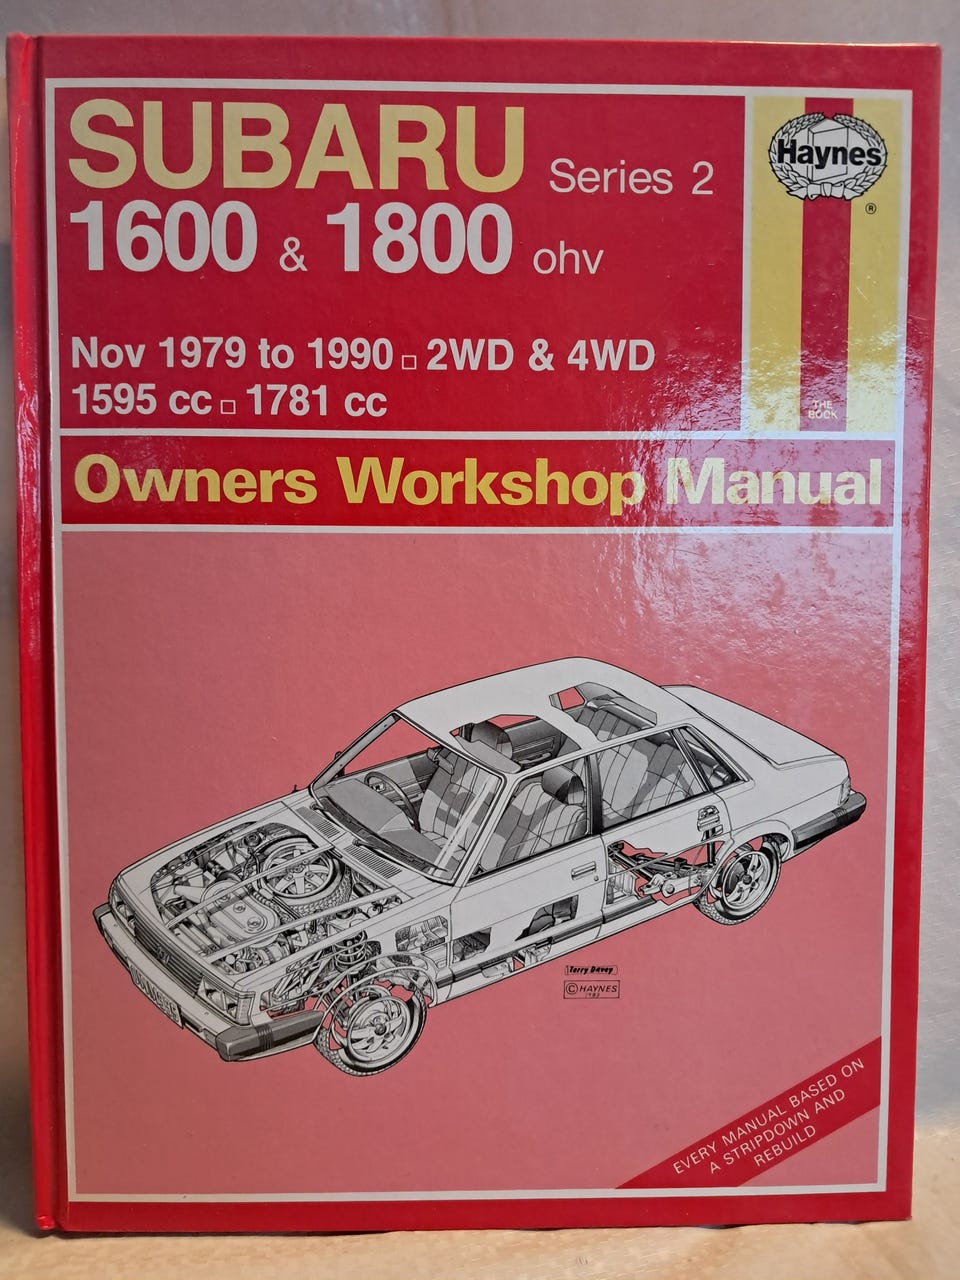 SUBARU Series 2
1600 & 1800 ohv
Haynes
®
Nov 1979 to 1990 □ 2WD & 4WD
1595 cc □ 1781 cc
THE
BOOK
Owners Workshop Manual
Terry Davey
© HAYNES
EVERY MANUAL BASED ON
A STRIPDOWN AND
REBUILD